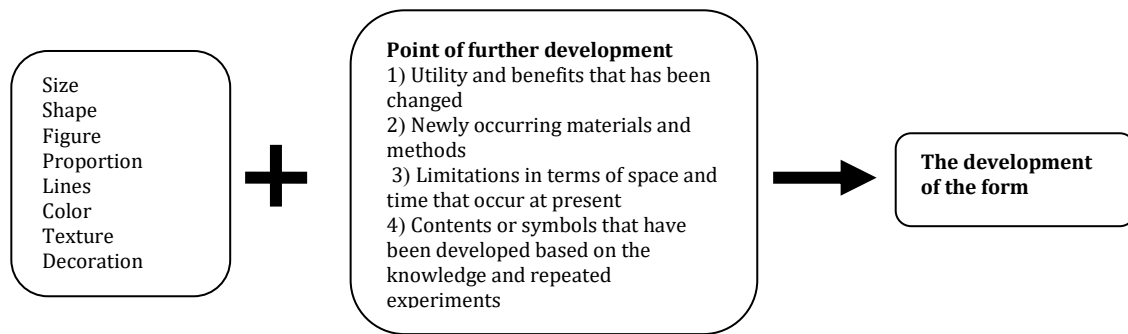 Size
Shape
Figure
Proportion
Lines
Color
Texture
Decoration
Point of further development
1) Utility and benefits that has been
changed
2) Newly occurring materials and
methods
3) Limitations in terms of space and
time that occur at present
4) Contents or symbols that have
been developed based on the
knowledge and repeated
experiments
The development
of the form